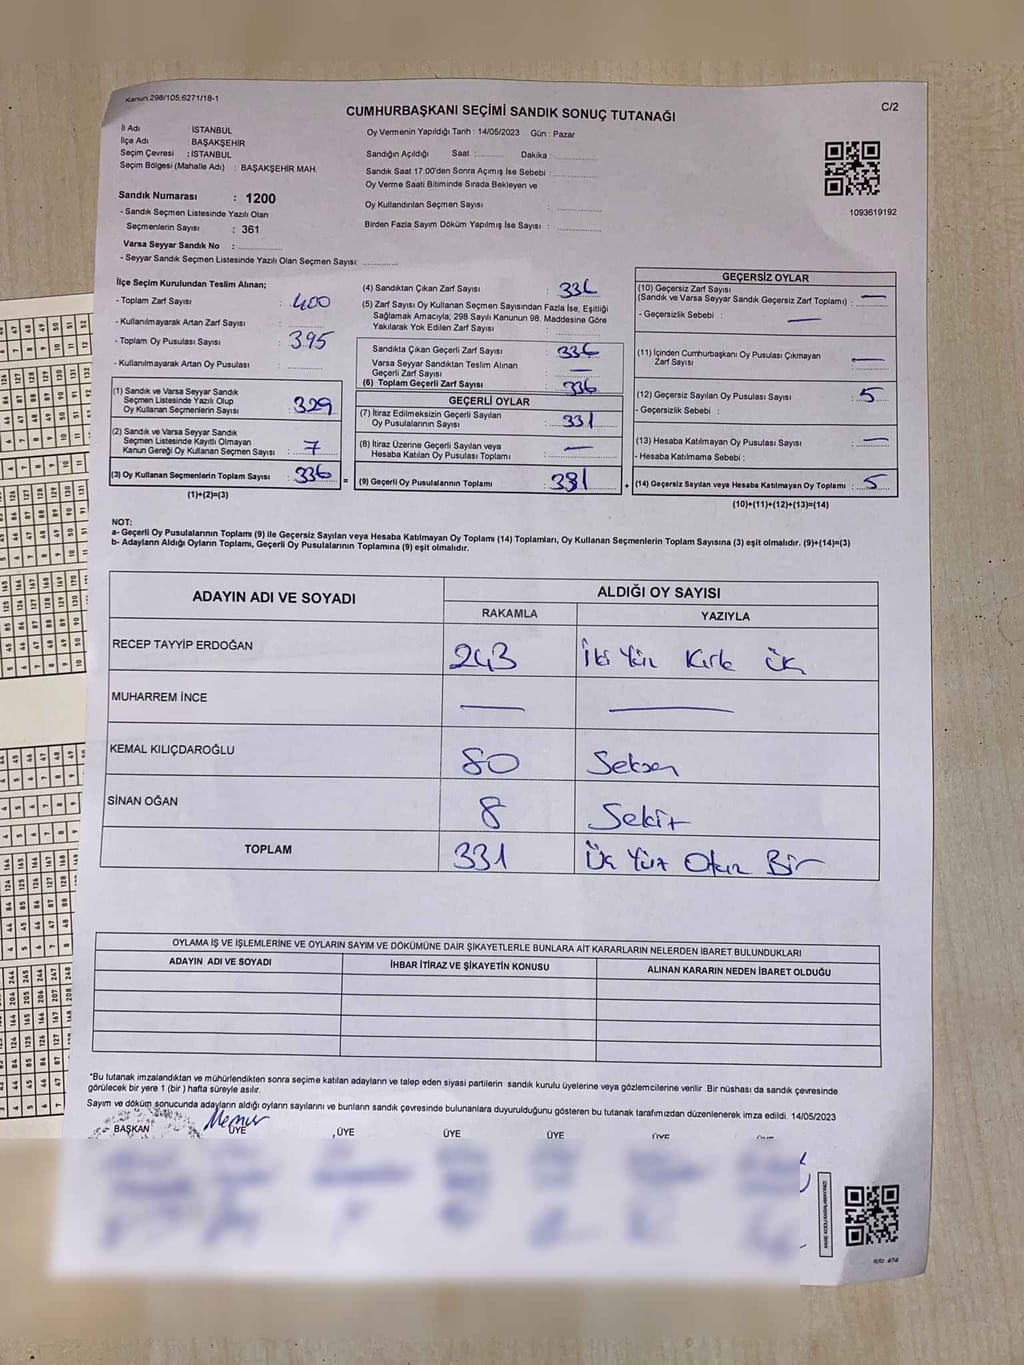 Kanun:298/105,6271/18-1
C/2
CUMHURBAŞKANI SEÇİMİ SANDIK SONUÇ TUTANAĞI
İl Adı : İSTANBUL
İlçe Adı : BAŞAKŞEHİR
Seçim Çevresi : İSTANBUL
Seçim Bölgesi (Mahalle Adı) : BAŞAKŞEHİR MAH.
Sandık Numarası : 1200
- Sandık Seçmen Listesinde Yazılı Olan
Seçmenlerin Sayısı : 361
Varsa Seyyar Sandık No :
- Seyyar Sandık Seçmen Listesinde Yazılı Olan Seçmen Sayısı:
Oy Vermenin Yapıldığı Tarih : 14/05/2023 Gün : Pazar
Sandığın Açıldığı Saat : Dakika :
Sandık Saat 17.00'den Sonra Açımış İse Sebebi :
Oy Verme Saati Bitiminde Sırada Bekleyen ve
Oy Kullandırılan Seçmen Sayısı :
Birden Fazla Sayım Döküm Yapılmış İse Sayısı :
1093619192
İlçe Seçim Kurulundan Teslim Alınan;
- Toplam Zarf Sayısı : 400
- Kullanılmayarak Artan Zarf Sayısı :
- Toplam Oy Pusulası Sayısı : 395
- Kullanılmayarak Artan Oy Pusulası :
(1) Sandık ve Varsa Seyyar Sandık
Seçmen Listesinde Yazılı Olup
Oy Kullanan Seçmenlerin Sayısı : 329
(2) Sandık ve Varsa Seyyar Sandık
Seçmen Listesinde Kayıtlı Olmayan
Kanun Gereği Oy Kullanan Seçmen Sayısı : 7
(3) Oy Kullanan Seçmenlerin Toplam Sayısı : 336 =
(1)+(2)=(3)
(4) Sandıktan Çıkan Zarf Sayısı : 336
(5) Zarf Sayısı Oy Kullanan Seçmen Sayısından Fazla İse, Eşitliği
Sağlamak Amacıyla, 298 Sayılı Kanunun 98. Maddesine Göre
Yakılarak Yok Edilen Zarf Sayısı :
Sandıkta Çıkan Geçerli Zarf Sayısı : 336
Varsa Seyyar Sandıktan Teslim Alınan
Geçerli Zarf Sayısı : —
(6) Toplam Geçerli Zarf Sayısı : 336
GEÇERLİ OYLAR
(7) İtiraz Edilmeksizin Geçerli Sayılan
Oy Pusulalarının Sayısı : 331
(8) İtiraz Üzerine Geçerli Sayılan veya
Hesaba Katılan Oy Pusulası Toplamı : —
(9) Geçerli Oy Pusulalarının Toplamı : 331 +
GEÇERSİZ OYLAR
(10) Geçersiz Zarf Sayısı
(Sandık ve Varsa Seyyar Sandık Geçersiz Zarf Toplamı) : —
- Geçersizlik Sebebi : —
(11) İçinden Cumhurbaşkanı Oy Pusulası Çıkmayan
Zarf Sayısı : —
(12) Geçersiz Sayılan Oy Pusulası Sayısı : 5
- Geçersizlik Sebebi :
(13) Hesaba Katılmayan Oy Pusulası Sayısı : —
- Hesaba Katılmama Sebebi :
(14) Geçersiz Sayılan veya Hesaba Katılmayan Oy Toplamı : 5
(10)+(11)+(12)+(13)=(14)
NOT:
a- Geçerli Oy Pusulalarının Toplamı (9) ile Geçersiz Sayılan veya Hesaba Katılmayan Oy Toplamı (14) Toplamları, Oy Kullanan Seçmenlerin Toplam Sayısına (3) eşit olmalıdır. (9)+(14)=(3)
b- Adayların Aldığı Oyların Toplamı, Geçerli Oy Pusulalarının Toplamına (9) eşit olmalıdır.
ADAYIN ADI VE SOYADI
ALDIĞI OY SAYISI
RAKAMLA YAZIYLA
RECEP TAYYİP ERDOĞAN 243 İki Yüz Kırk Üç
MUHARREM İNCE — —
KEMAL KILIÇDAROĞLU 80 Seksen
SİNAN OĞAN 8 Sekiz
TOPLAM 331 Üç Yüz Otuz Bir
OYLAMA İŞ VE İŞLEMLERİNE VE OYLARIN SAYIM VE DÖKÜMÜNE DAİR ŞİKAYETLERLE BUNLARA AİT KARARLARIN NELERDEN İBARET BULUNDUKLARI
ADAYIN ADI VE SOYADI İHBAR İTİRAZ VE ŞİKAYETİN KONUSU ALINAN KARARIN NEDEN İBARET OLDUĞU
*Bu tutanak imzalandıktan ve mühürlendikten sonra seçime katılan adayların ve talep eden siyasi partilerin sandık kurulu üyelerine veya gözlemcilerine verilir. Bir nüshası da sandık çevresinde
görülecek bir yere 1 (bir) hafta süreyle asılır.
Sayım ve döküm sonucunda adayların aldığı oyların sayılarını ve bunların sandık çevresinde bulunanlara duyurulduğunu gösteren bu tutanak tarafımızdan düzenlenerek imza edildi. 14/05/2023
Memur
BAŞKAN ÜYE ÜYE ÜYE ÜYE ÜYE